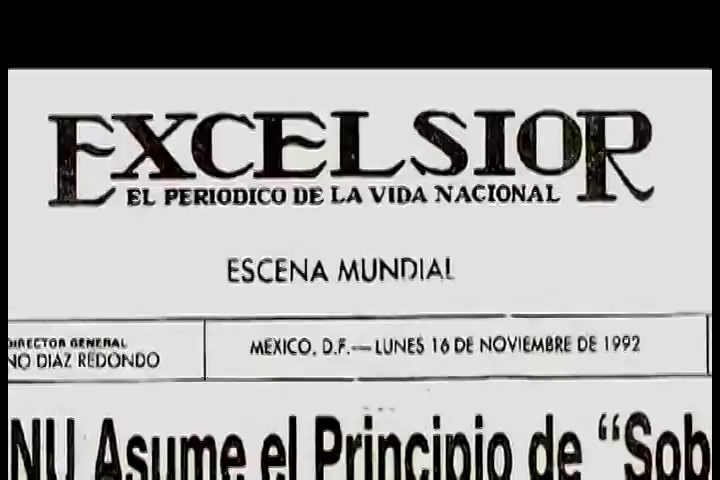 EXCELSIOR
EL PERIODICO DE LA VIDA NACIONAL
ESCENA MUNDIAL
DIRECTOR GENERAL
NO DIAZ REDONDO
MEXICO, D.F.—LUNES 16 DE NOVIEMBRE DE 1992
NU Asume el Principio de “Sob